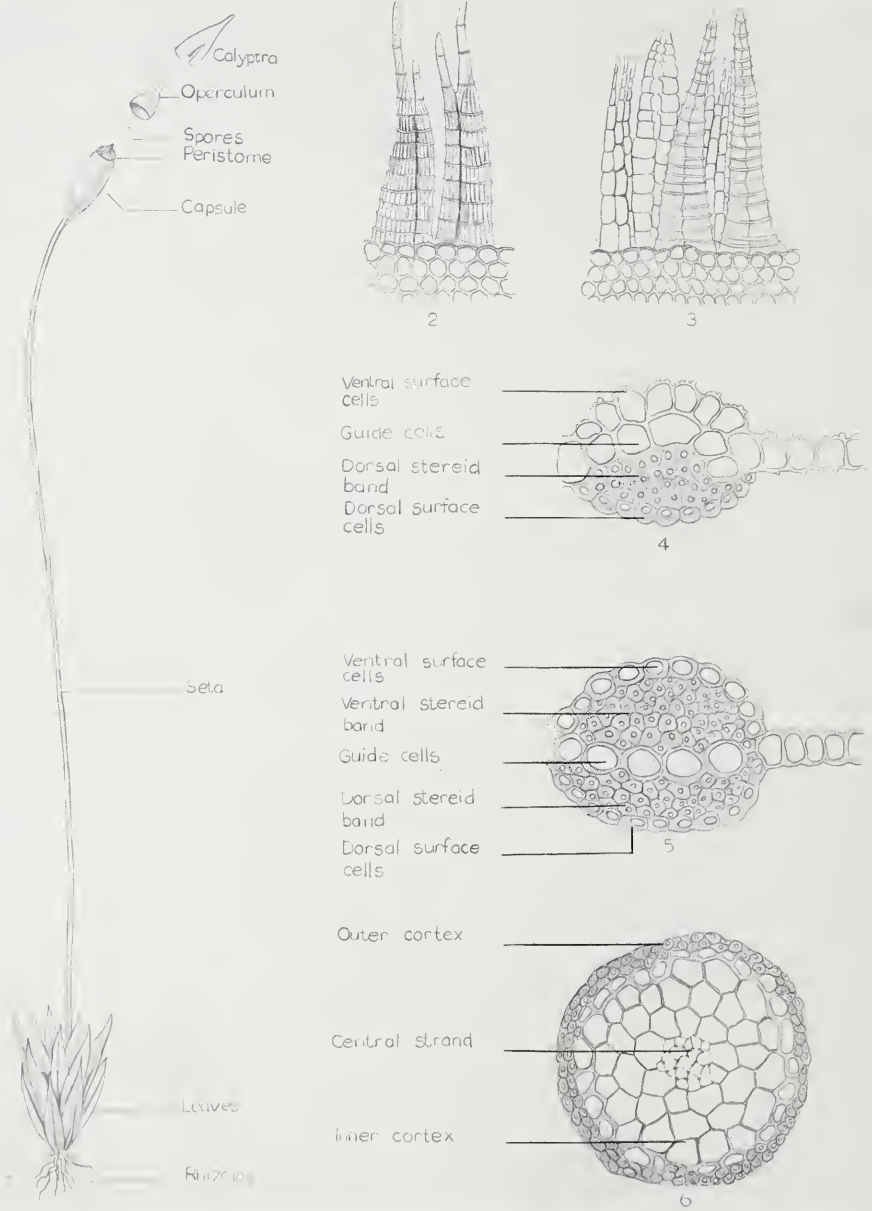 Calyptra
Operculum
Spores
Peristome
Capsule
Seta
Leaves
2
3
Ventral surface
cells
Guide cells
Dorsal stereid
band
Dorsal surface
cells
4
Ventral surface
cells
Ventral stereid
band
Guide cells
Dorsal stereid
band
Dorsal surface
cells
5
Outer cortex
Central strand
Inner cortex
6